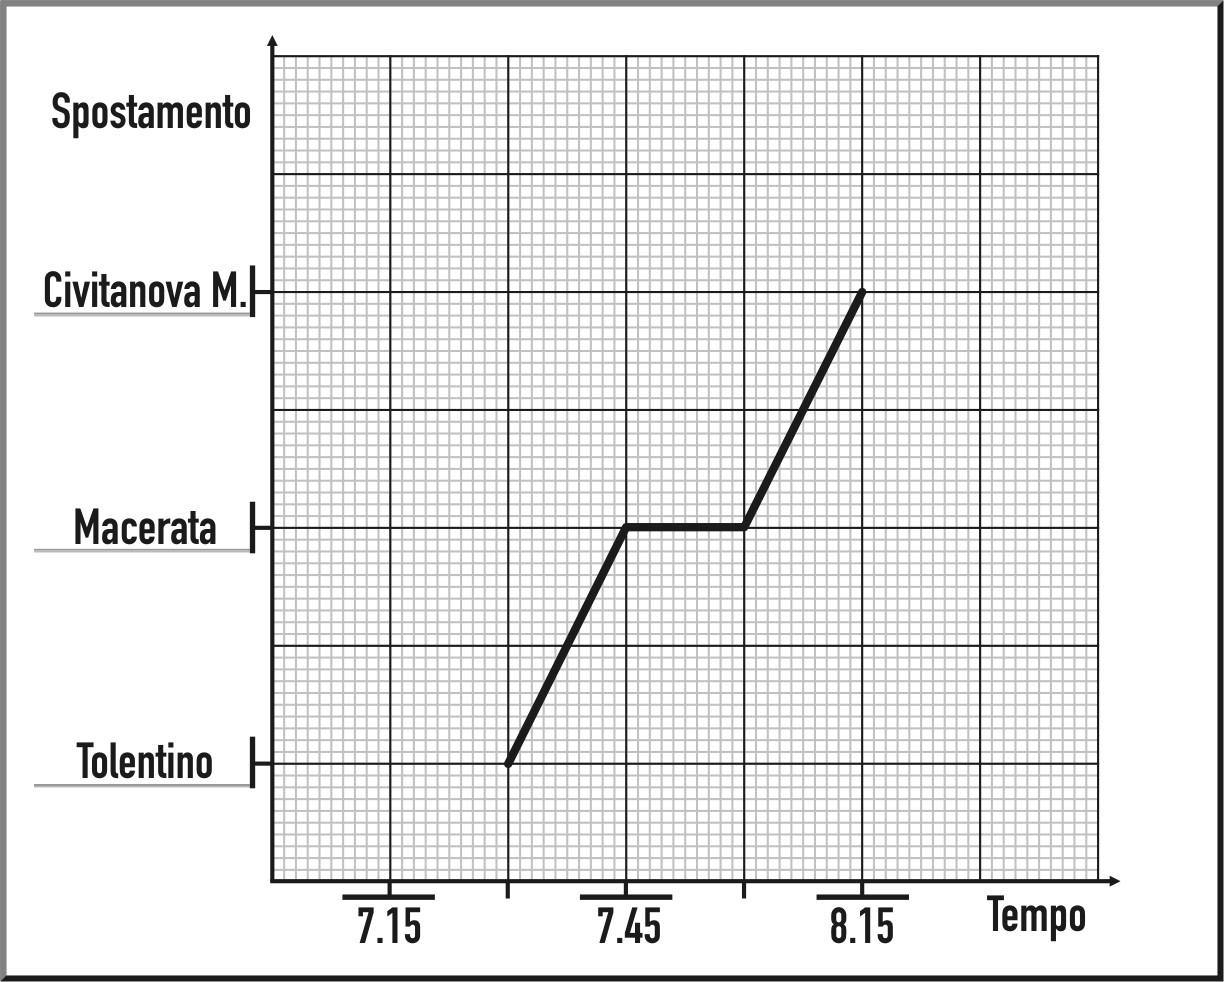 Spostamento
Civitanova M.
Macerata
Tolentino
7.15
7.45
8.15
Tempo